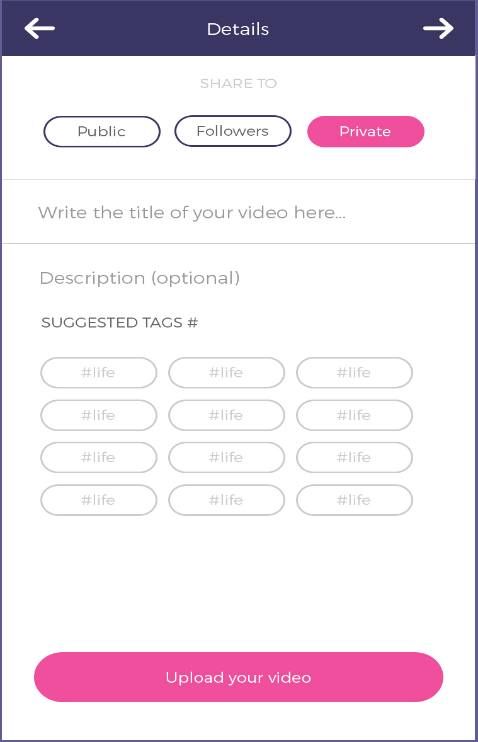 Details
SHARE TO
Public Followers Private
Write the title of your video here...
Description (optional)
SUGGESTED TAGS #
#life #life #life
#life #life #life
#life #life #life
#life #life #life
Upload your video